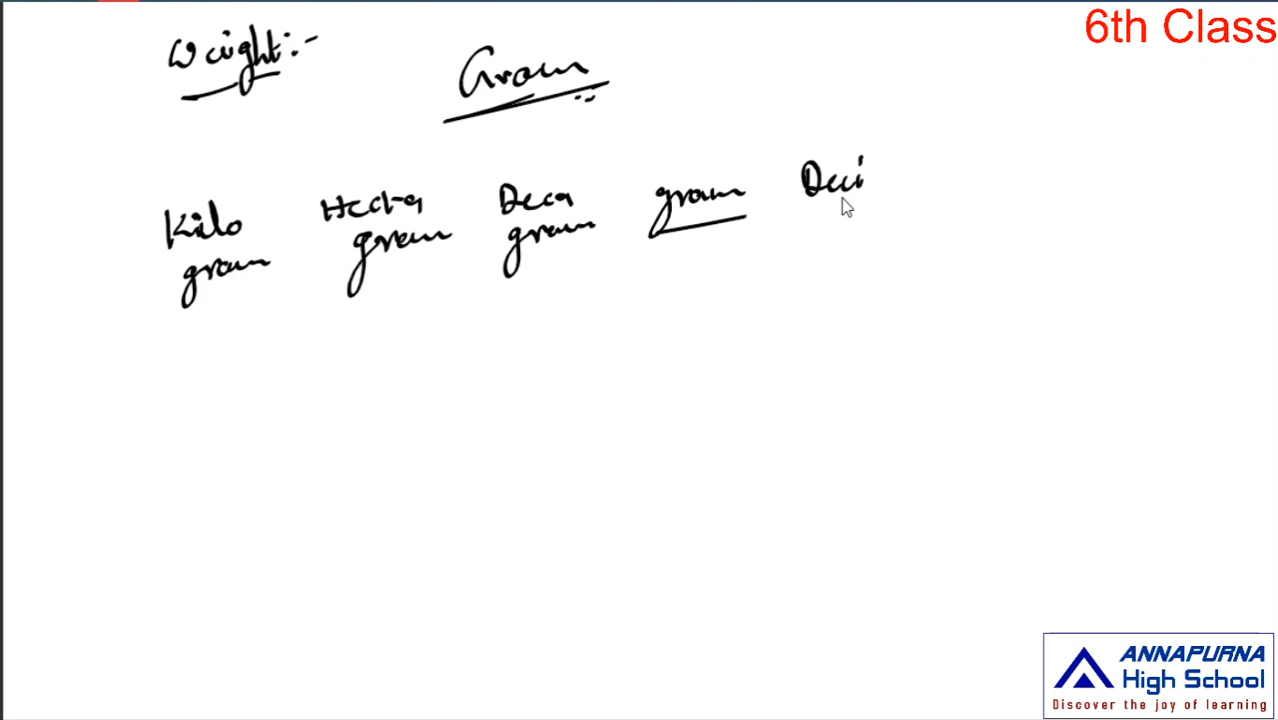 6th Class
Weight:-
Gram
Kilo gram
Hecta gram
Deca gram
gram
Deci
ANNAPURNA
High School
Discover the joy of learning